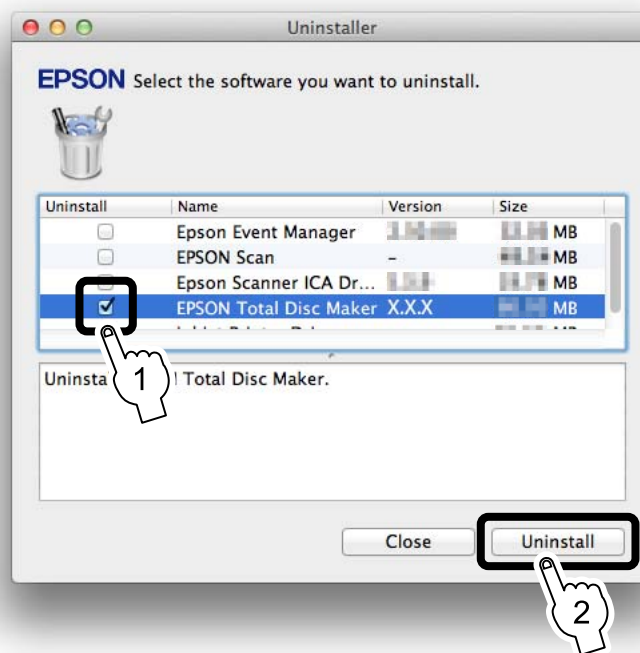 Uninstaller
EPSON Select the software you want to uninstall.
Uninstall Name Version Size
Epson Event Manager MB
EPSON Scan – MB
Epson Scanner ICA Dr... MB
EPSON Total Disc Maker X.X.X MB
1
Total Disc Maker.
Close Uninstall
2